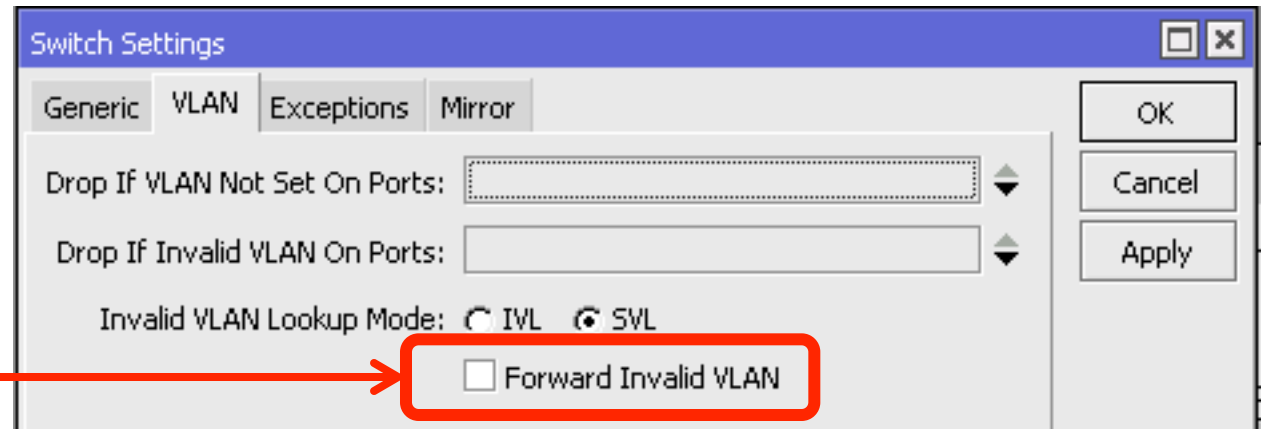 Switch Settings
Generic VLAN Exceptions Mirror
OK
Drop If VLAN Not Set On Ports:
Cancel
Drop If Invalid VLAN On Ports:
Apply
Invalid VLAN Lookup Mode: IVL SVL
Forward Invalid VLAN